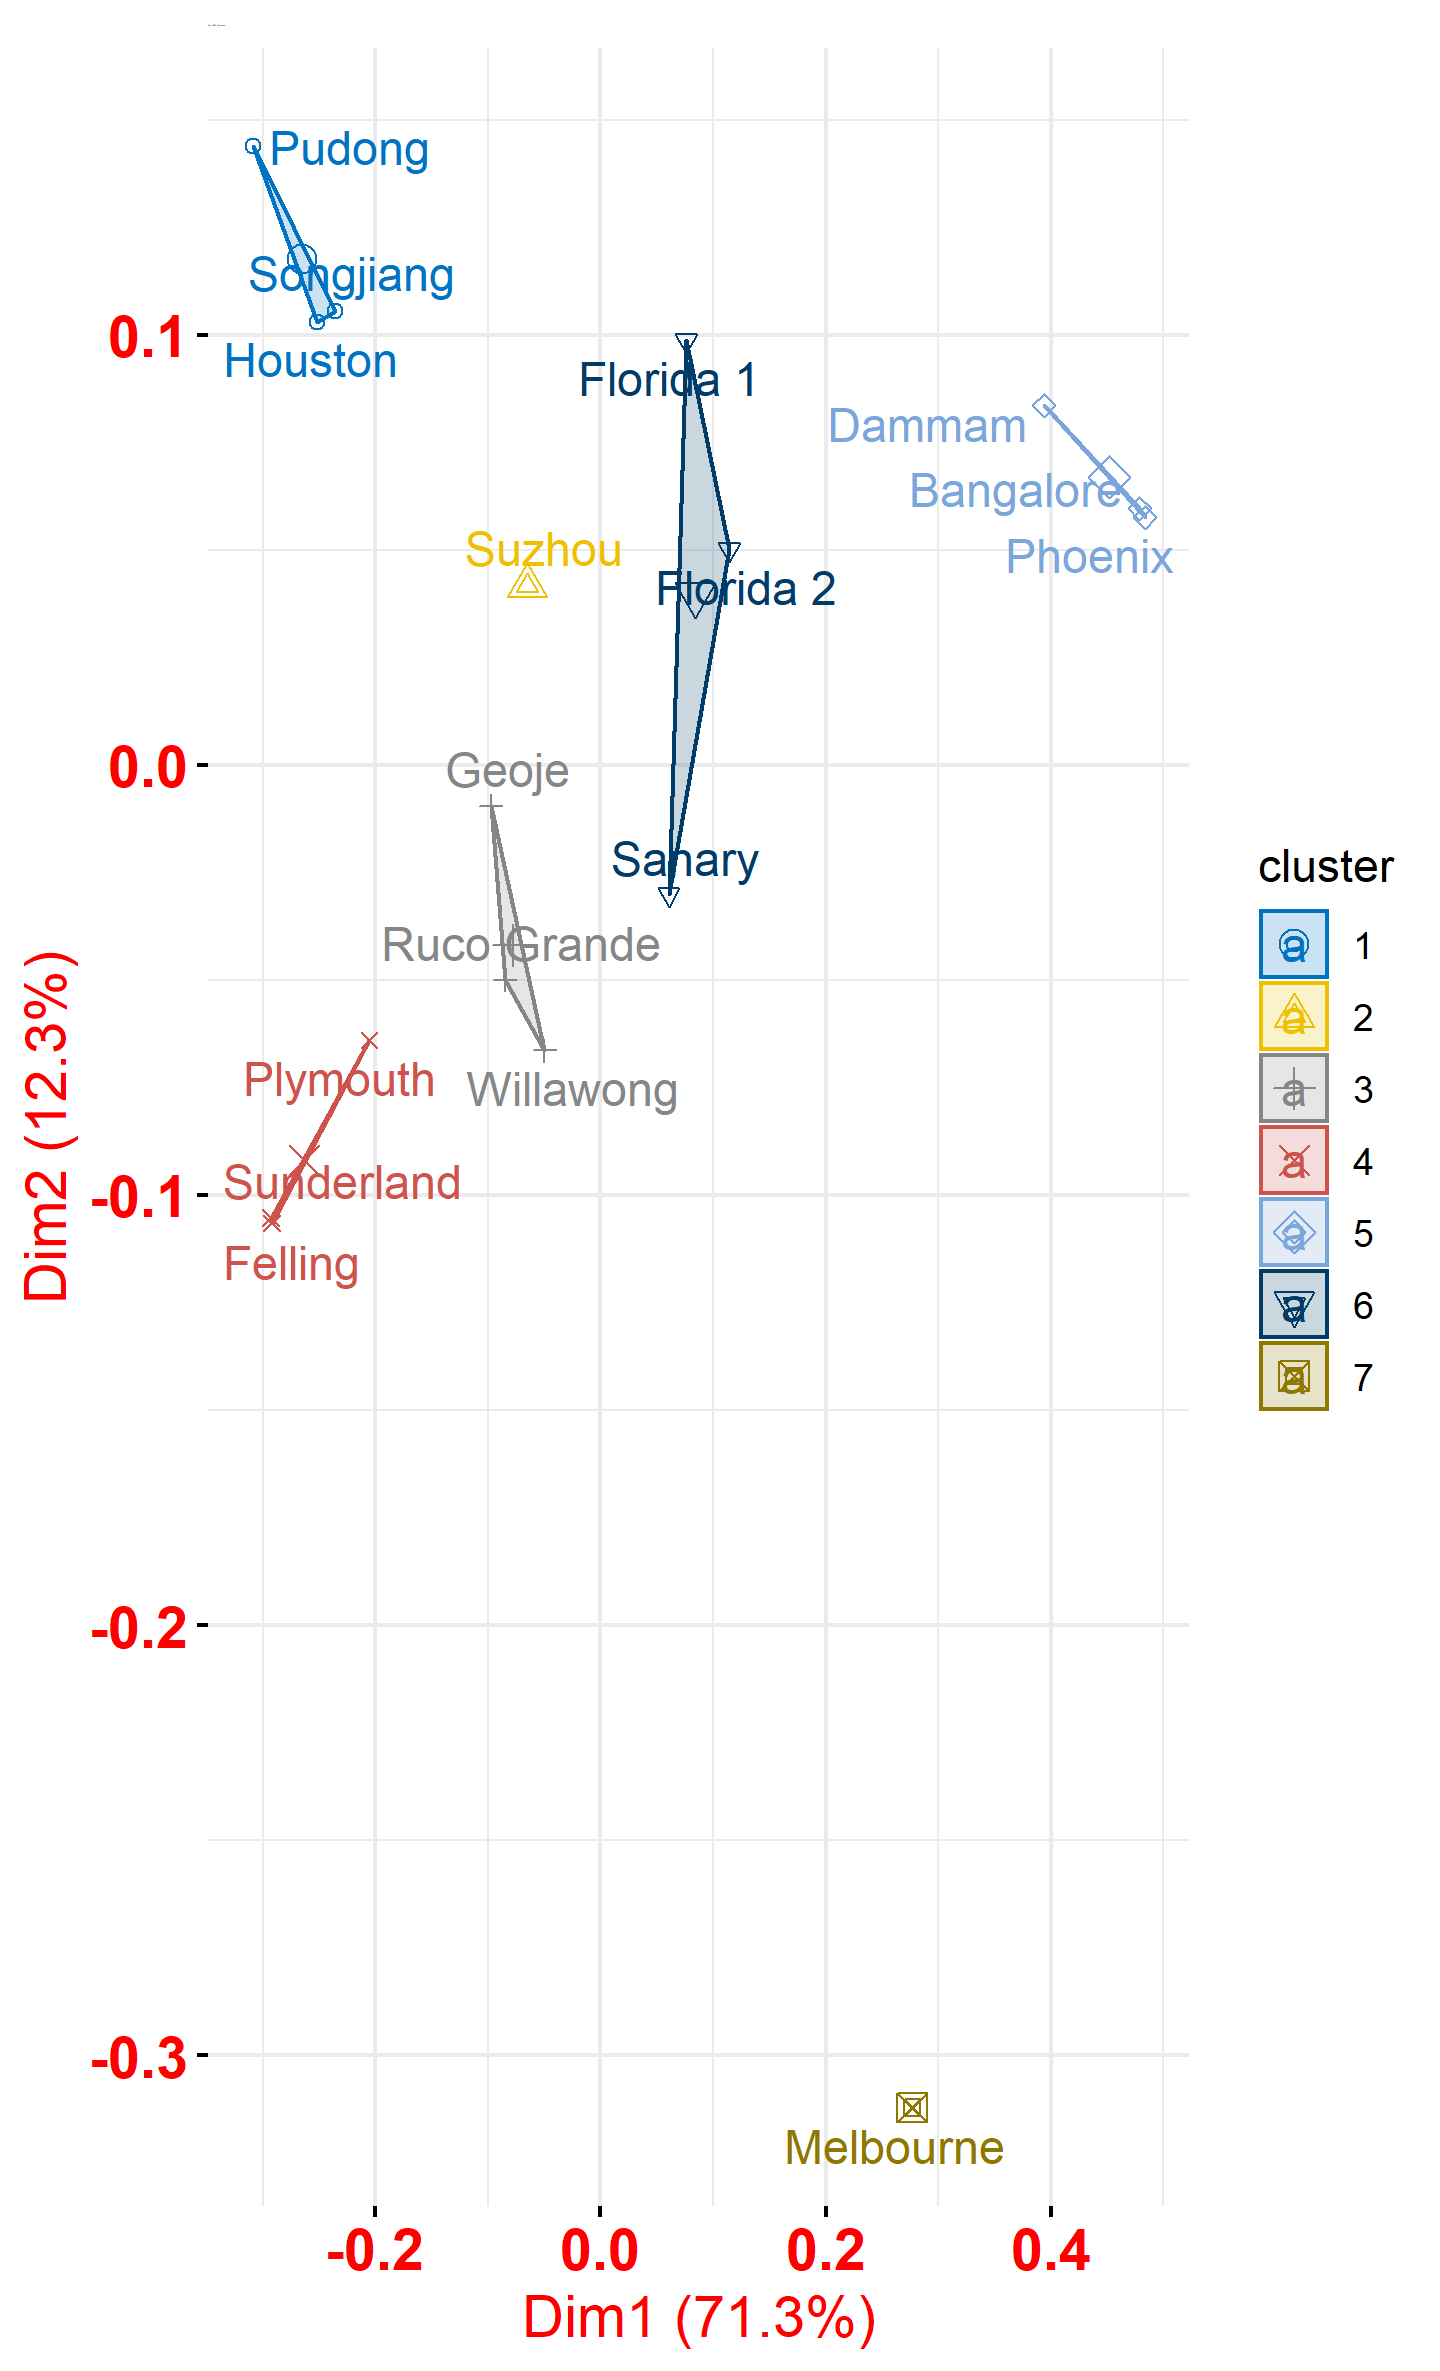 Pudong
Songjiang
0.1
Houston
Florida 1
Dammam
Bangalore
Suzhou
Phoenix
Florida 2
0.0
Geoje
Sanary
cluster
Ruco Grande
a 1
a 2
Plymouth
Willawong
a 3
a 4
Sunderland
-0.1
a 5
Felling
a 6
a 7
Dim2 (12.3%)
-0.2
-0.3
Melbourne
-0.2 0.0 0.2 0.4
Dim1 (71.3%)